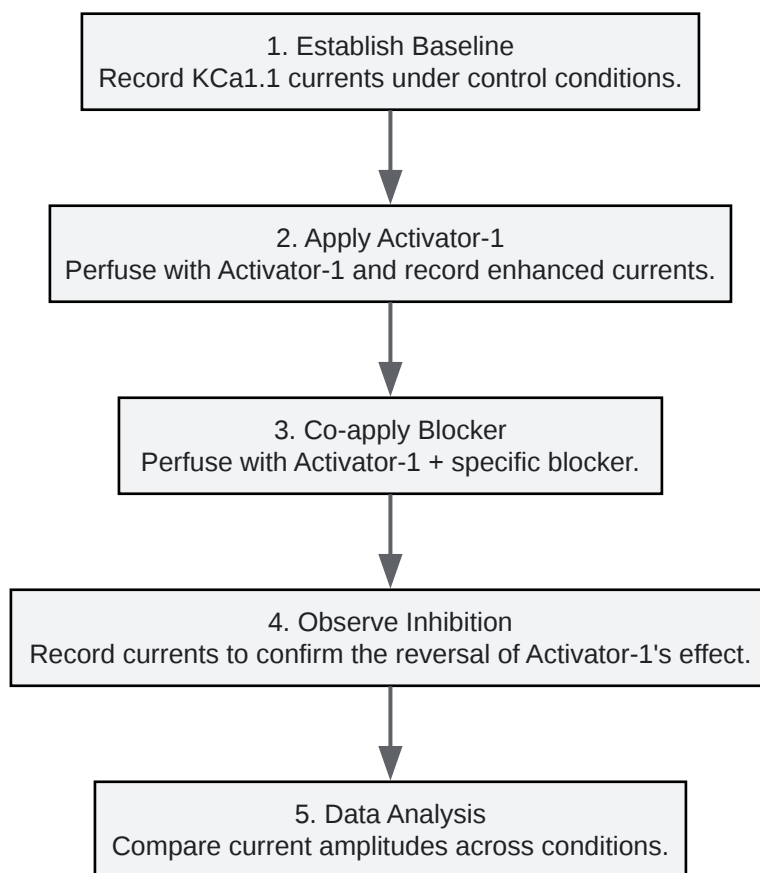 1. Establish Baseline
Record KCa1.1 currents under control conditions.
2. Apply Activator-1
Perfuse with Activator-1 and record enhanced currents.
3. Co-apply Blocker
Perfuse with Activator-1 + specific blocker.
4. Observe Inhibition
Record currents to confirm the reversal of Activator-1's effect.
5. Data Analysis
Compare current amplitudes across conditions.